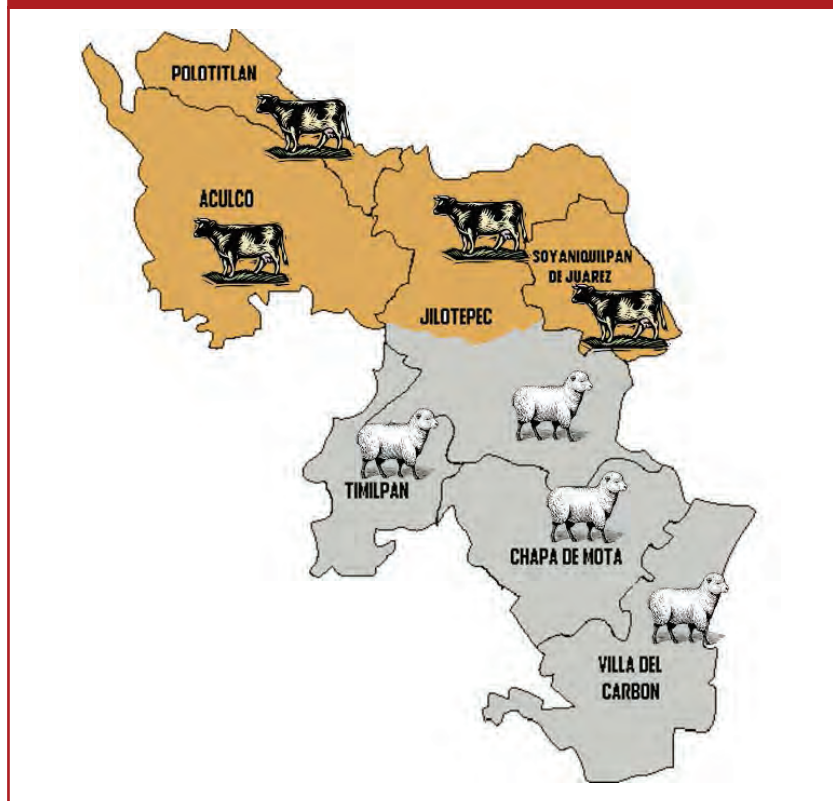 POLOTITLAN
ACULCO
SOYANIQUILPAN
DE JUAREZ
JILOTEPEC
TIMILPAN
CHAPA DE MOTA
VILLA DEL
CARBON